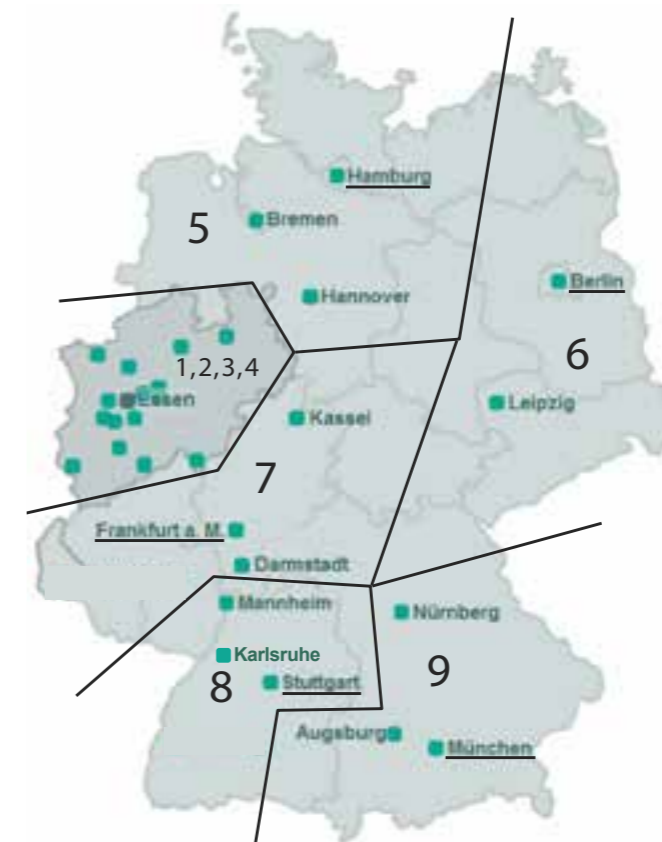 Hamburg
5
Bremen
Berlin
Hannover
6
1,2,3,4
Essen
Leipzig
Kassel
7
Frankfurt a. M.
Darmstadt
Mannheim
Nürnberg
Karlsruhe
9
8
Stuttgart
Augsburg
München